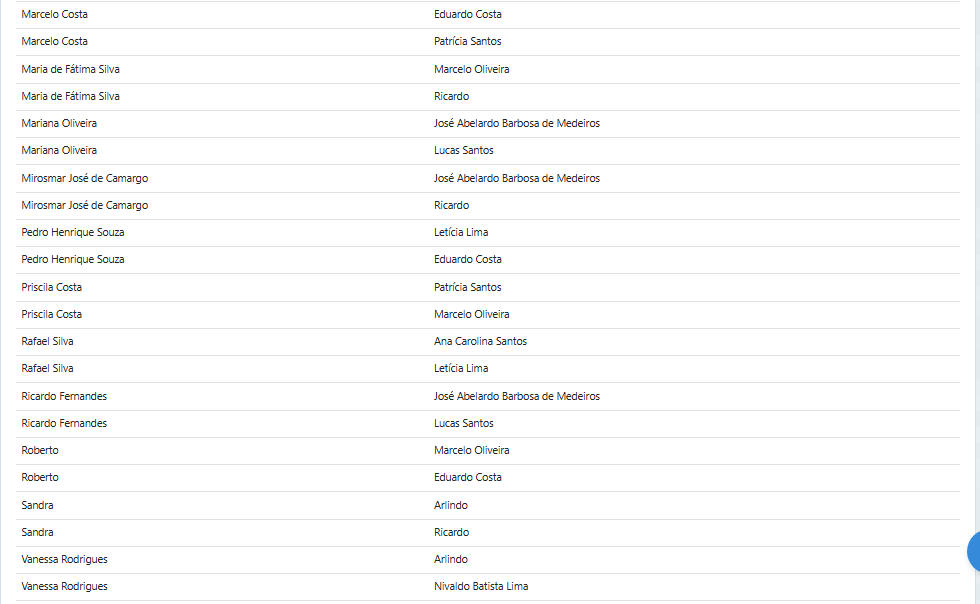 Marcelo Costa Eduardo Costa
Marcelo Costa Patrícia Santos
Maria de Fátima Silva Marcelo Oliveira
Maria de Fátima Silva Ricardo
Mariana Oliveira José Abelardo Barbosa de Medeiros
Mariana Oliveira Lucas Santos
Mirosmar José de Camargo José Abelardo Barbosa de Medeiros
Mirosmar José de Camargo Ricardo
Pedro Henrique Souza Letícia Lima
Pedro Henrique Souza Eduardo Costa
Priscila Costa Patrícia Santos
Priscila Costa Marcelo Oliveira
Rafael Silva Ana Carolina Santos
Rafael Silva Letícia Lima
Ricardo Fernandes José Abelardo Barbosa de Medeiros
Ricardo Fernandes Lucas Santos
Roberto Marcelo Oliveira
Roberto Eduardo Costa
Sandra Arlindo
Sandra Ricardo
Vanessa Rodrigues Arlindo
Vanessa Rodrigues Nivaldo Batista Lima